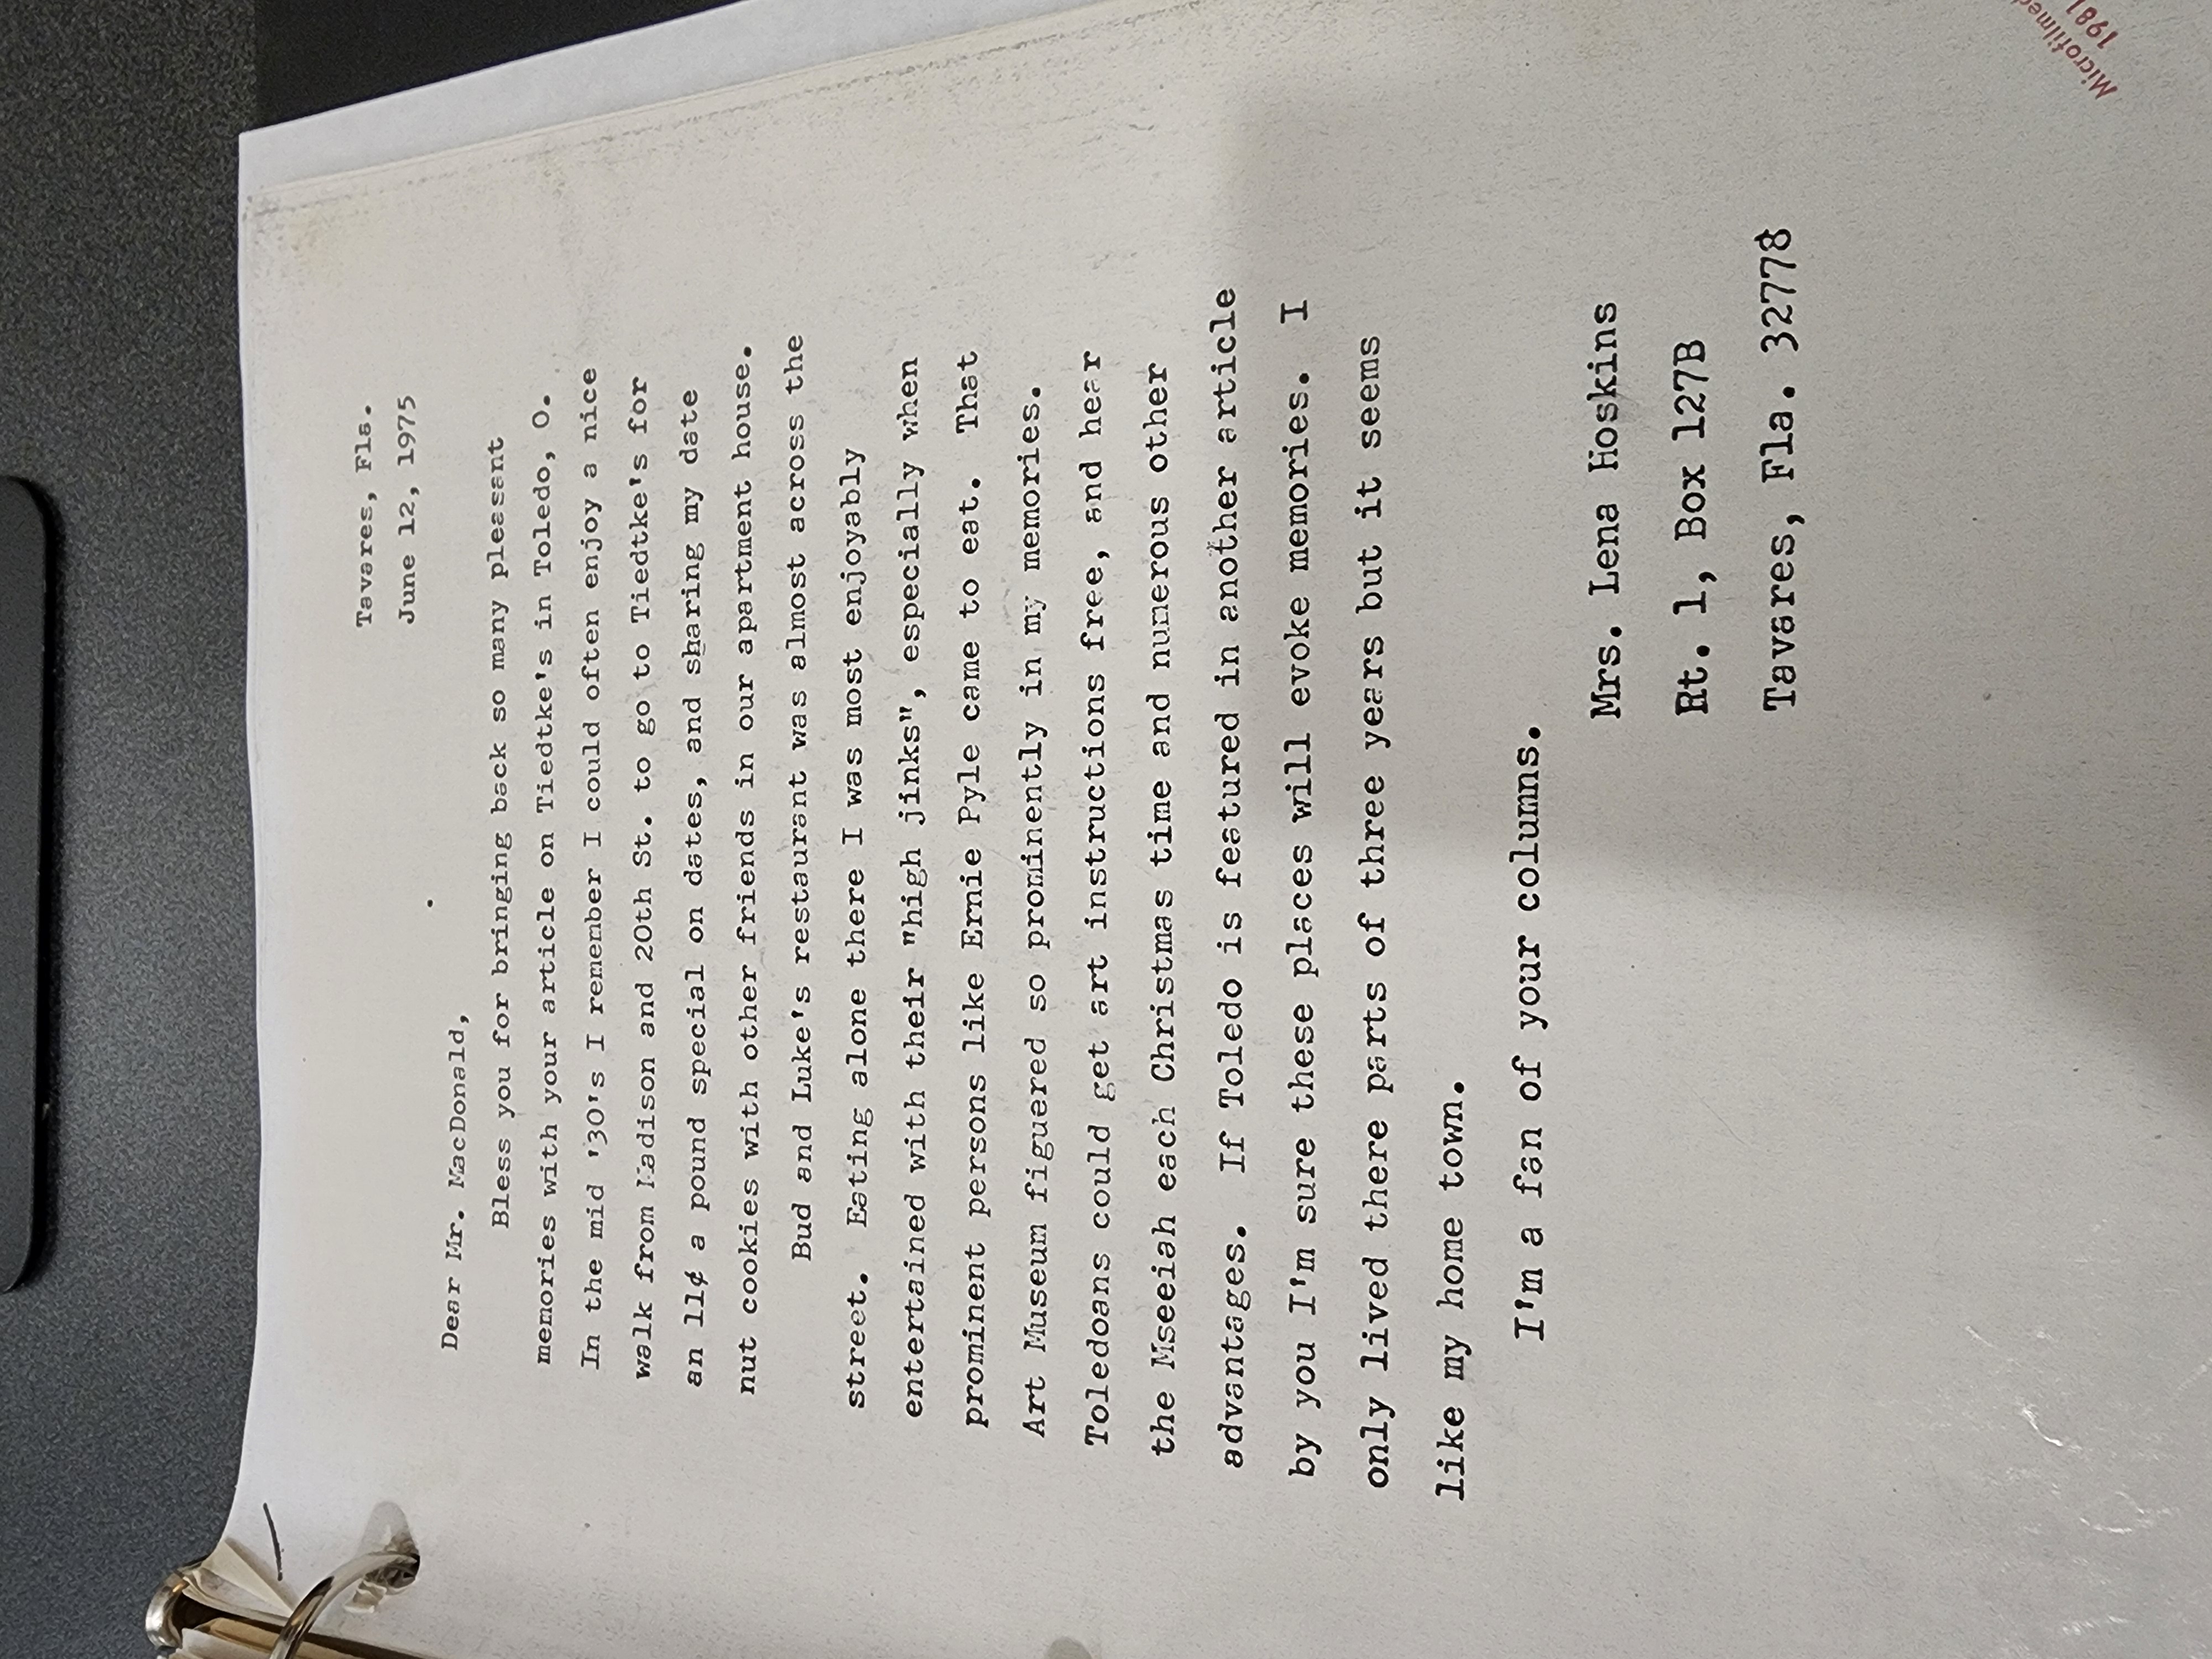 Tavares, Fla.
June 12, 1975
Dear Mr. MacDonald,
Bless you for bringing back so many pleasant
memories with your article on Tiedtke's in Toledo, O.
In the mid '30's I remember I could often enjoy a nice
walk from Madison and 20th St. to go to Tiedtke's for
an 11¢ a pound special on dates, and sharing my date
nut cookies with other friends in our apartment house.
Bud and Luke's restaurant was almost across the
street. Eating alone there I was most enjoyably
entertained with their "high jinks", especially when
prominent persons like Ernie Pyle came to eat. That
Art Museum figuered so prominently in my memories.
Toledoans could get art instructions free, and hear
the Mseeiah each Christmas time and numerous other
advantages. If Toledo is featured in another article
by you I'm sure these places will evoke memories. I
only lived there parts of three years but it seems
like my home town.
I'm a fan of your columns.
Mrs. Lena Hoskins
Rt. 1, Box 127B
Tavares, Fla. 32778
Microfilmed
1981